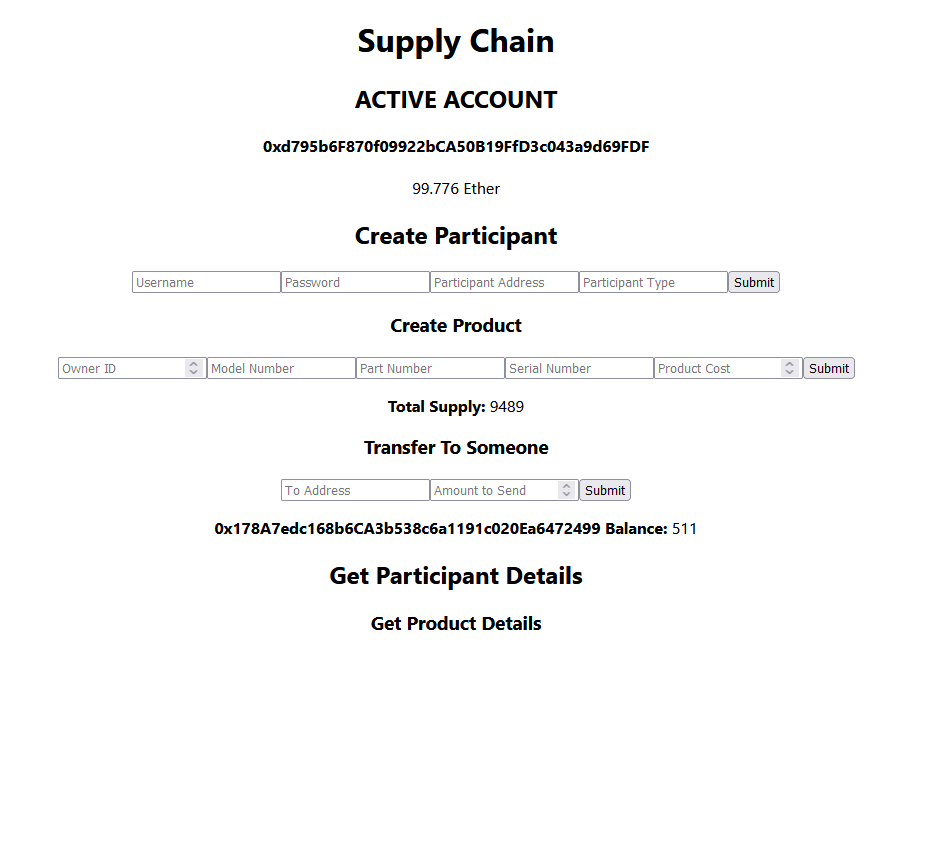 Supply Chain
ACTIVE ACCOUNT
0xd795b6F870f09922bCA50B19FfD3c043a9d69FDF
99.776 Ether
Create Participant
Username Password Participant Address Participant Type Submit
Create Product
Owner ID Model Number Part Number Serial Number Product Cost Submit
Total Supply: 9489
Transfer To Someone
To Address Amount to Send Submit
0x178A7edc168b6CA3b538c6a1191c020Ea6472499 Balance: 511
Get Participant Details
Get Product Details